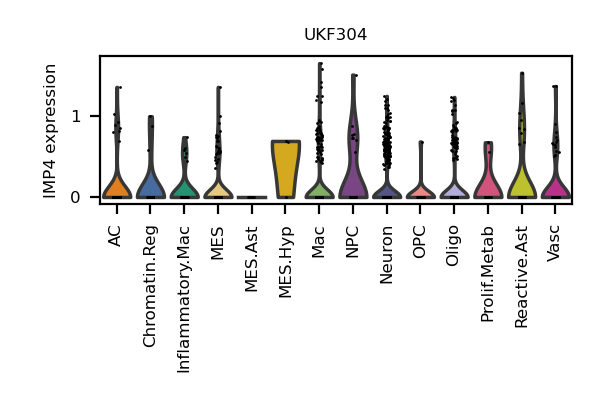 UKF304
IMP4 expression
1
0
AC
Chromatin.Reg
Inflammatory.Mac
MES
MES.Ast
MES.Hyp
Mac
NPC
Neuron
OPC
Oligo
Prolif.Metab
Reactive.Ast
Vasc